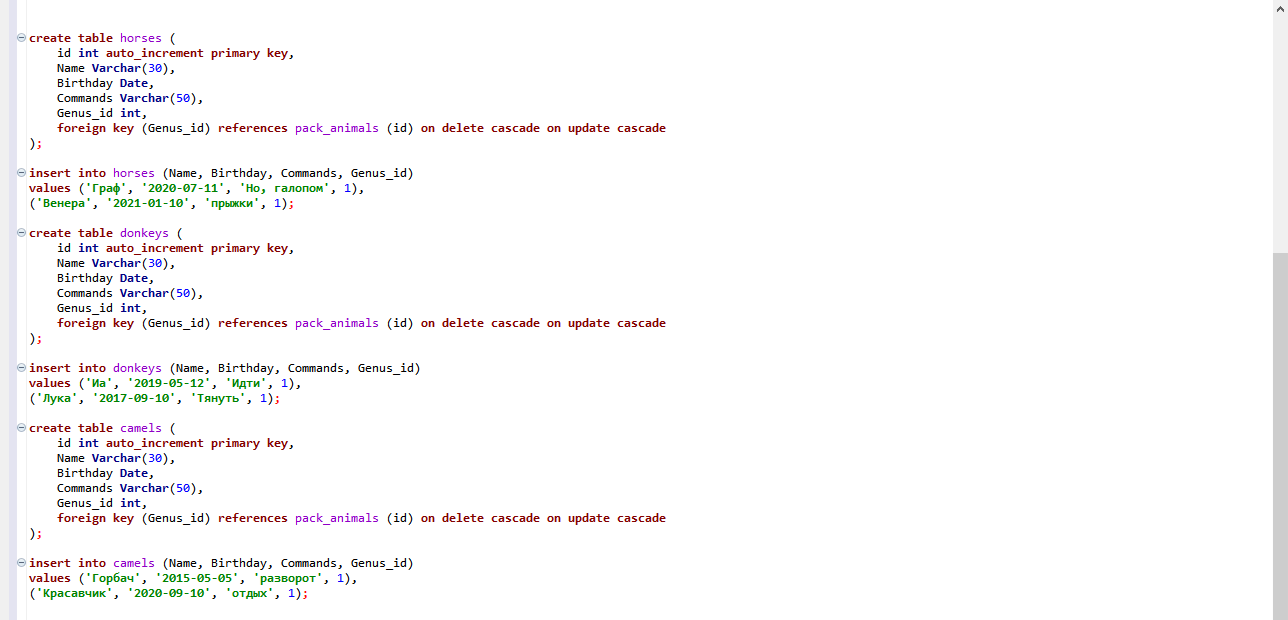 create table horses (
    id int auto_increment primary key,
    Name Varchar(30),
    Birthday Date,
    Commands Varchar(50),
    Genus_id int,
    foreign key (Genus_id) references pack_animals (id) on delete cascade on update cascade
);
insert into horses (Name, Birthday, Commands, Genus_id)
values ('Граф', '2020-07-11', 'Но, галопом', 1),
('Венера', '2021-01-10', 'прыжки', 1);
create table donkeys (
    id int auto_increment primary key,
    Name Varchar(30),
    Birthday Date,
    Commands Varchar(50),
    Genus_id int,
    foreign key (Genus_id) references pack_animals (id) on delete cascade on update cascade
);
insert into donkeys (Name, Birthday, Commands, Genus_id)
values ('Иа', '2019-05-12', 'Идти', 1),
('Лука', '2017-09-10', 'Тянуть', 1);
create table camels (
    id int auto_increment primary key,
    Name Varchar(30),
    Birthday Date,
    Commands Varchar(50),
    Genus_id int,
    foreign key (Genus_id) references pack_animals (id) on delete cascade on update cascade
);
insert into camels (Name, Birthday, Commands, Genus_id)
values ('Горбач', '2015-05-05', 'разворот', 1),
('Красавчик', '2020-09-10', 'отдых', 1);